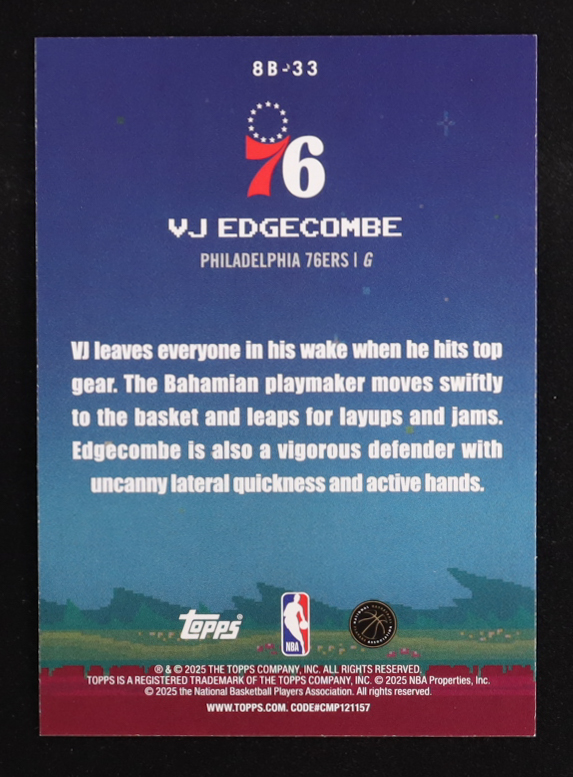 8B-33
76
VJ EDGECOMBE
PHILADELPHIA 76ERS | G
VJ leaves everyone in his wake when he hits top
gear. The Bahamian playmaker moves swiftly
to the basket and leaps for layups and jams.
Edgecombe is also a vigorous defender with
uncanny lateral quickness and active hands.
topps®
NBA
® & © 2025 THE TOPPS COMPANY, INC. ALL RIGHTS RESERVED.
TOPPS IS A REGISTERED TRADEMARK OF THE TOPPS COMPANY, INC. © 2025 NBA Properties, Inc.
© 2025 the National Basketball Players Association. All rights reserved.
WWW.TOPPS.COM. CODE#CMP121157